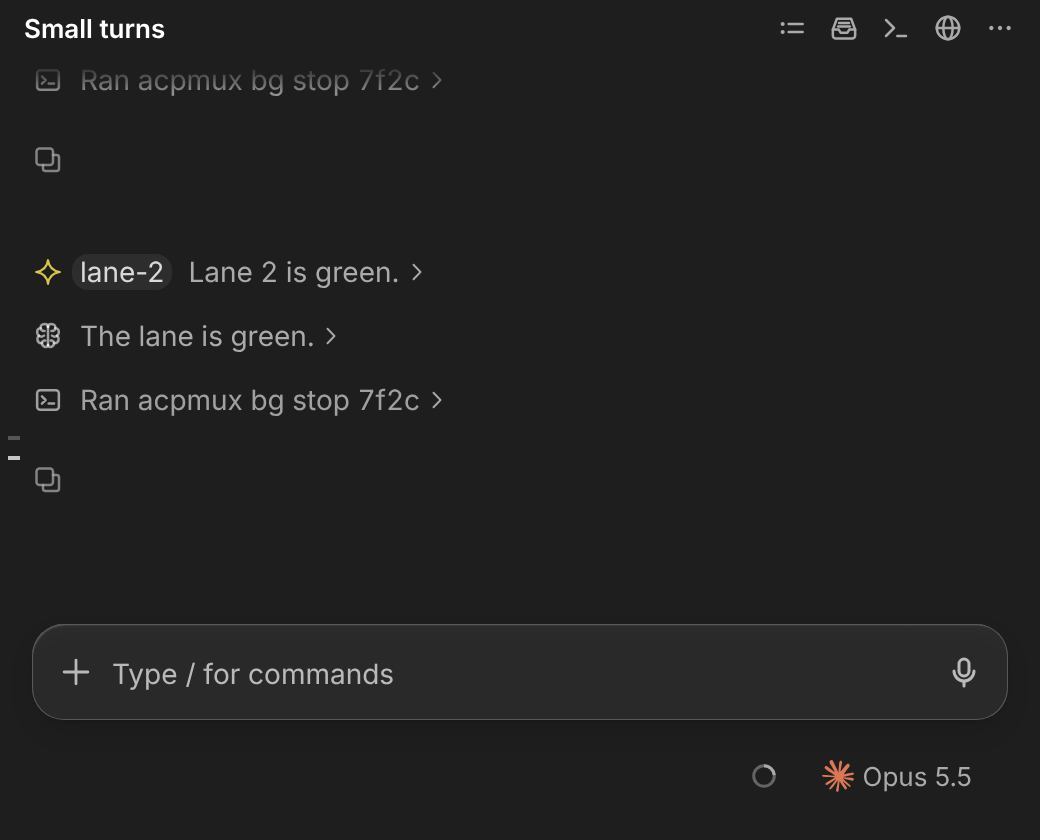 Small turns
Ran acpmux bg stop 7f2c
lane-2 Lane 2 is green.
The lane is green.
Ran acpmux bg stop 7f2c
Type / for commands
Opus 5.5